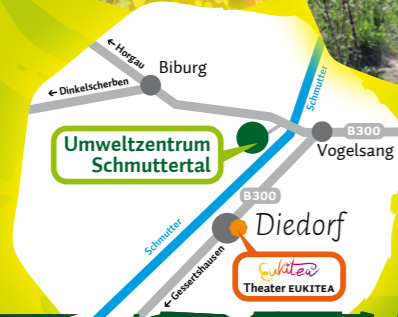 ← Horgau
Biburg
← Dinkelscherben
Schmutter
Umweltzentrum
Schmuttertal
B300
Vogelsang
B300
Diedorf
Schmutter
Eukitea
Theater EUKITEA
← Gessertshausen